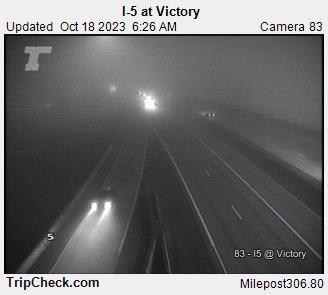 I-5 at Victory
Updated Oct 18 2023 6:26 AM Camera 83
T
S
83 - I5 @ Victory
TripCheck.com Milepost306.80